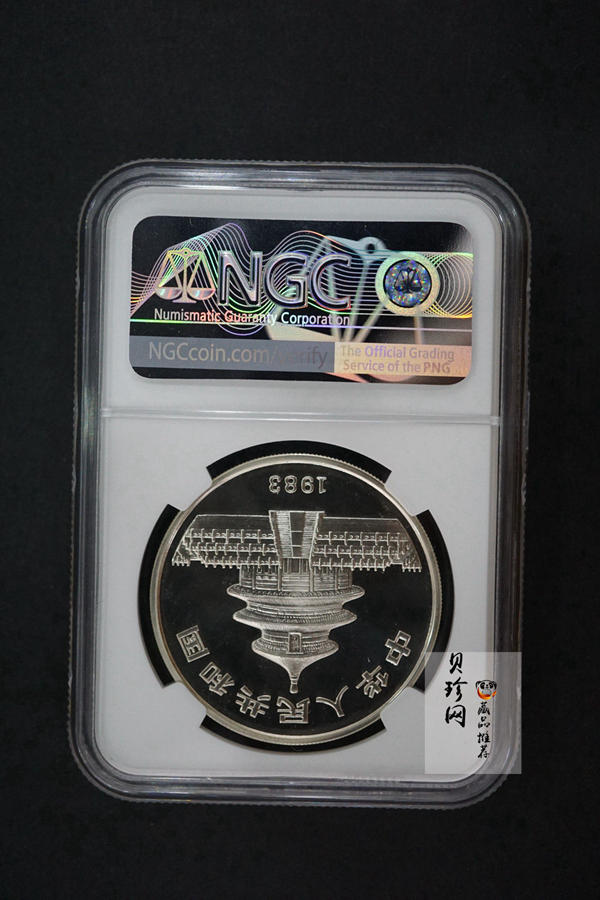 NGC
Numismatic Guaranty Corporation
NGCcoin.com/verify
The Official Grading
Service of the PNG
1983
中华人民共和国
贝珍网
藏品推荐